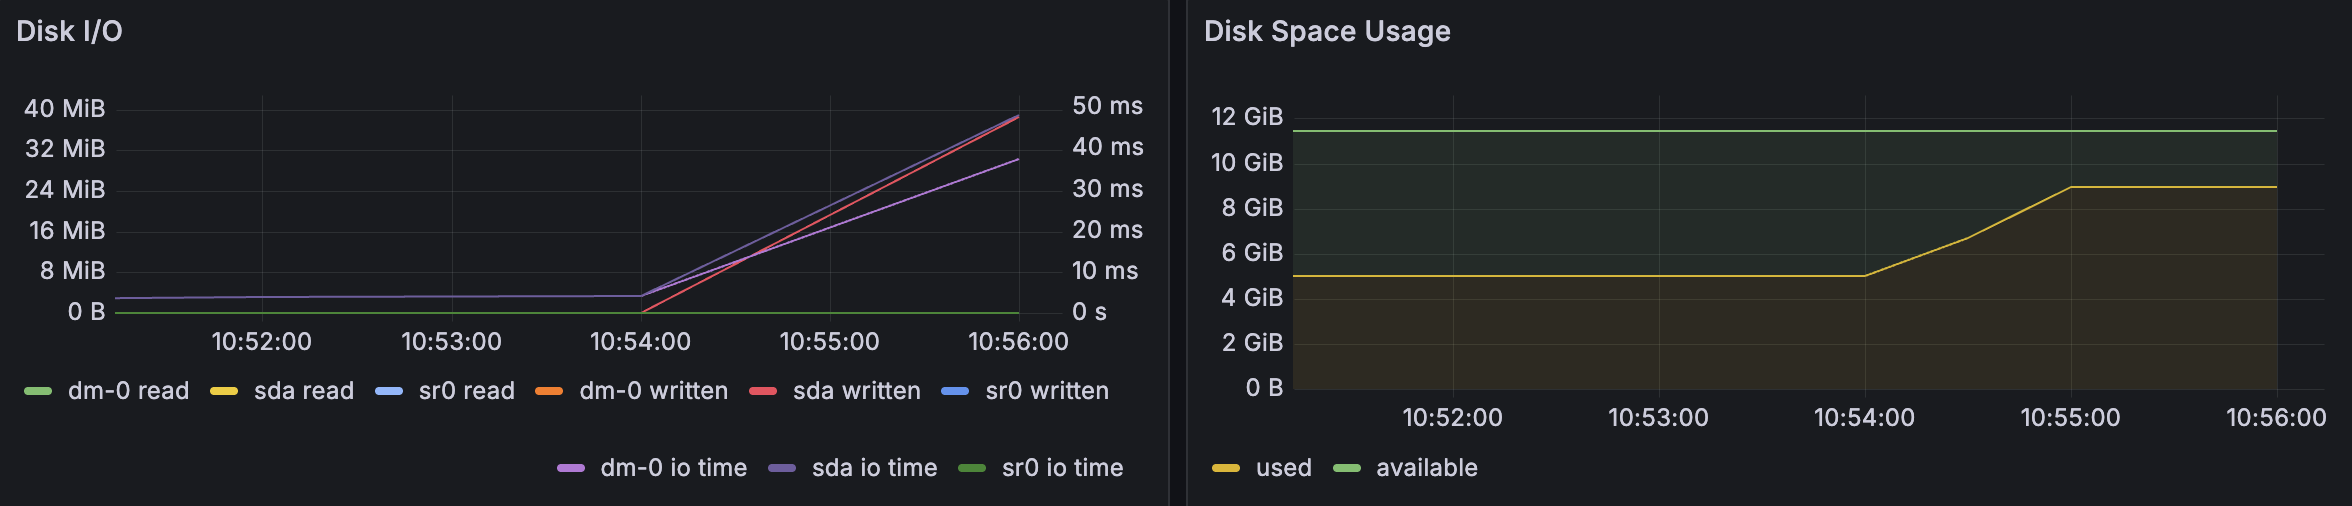 Disk I/O
40 MiB
32 MiB
24 MiB
16 MiB
8 MiB
0 B
50 ms
40 ms
30 ms
20 ms
10 ms
0 s
10:52:00 10:53:00 10:54:00 10:55:00 10:56:00
dm-0 read sda read sr0 read dm-0 written sda written sr0 written
dm-0 io time sda io time sr0 io time
Disk Space Usage
12 GiB
10 GiB
8 GiB
6 GiB
4 GiB
2 GiB
0 B
10:52:00 10:53:00 10:54:00 10:55:00 10:56:00
used available